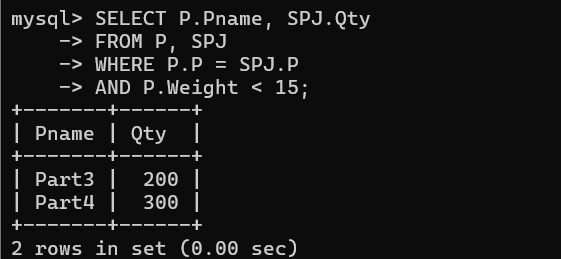 mysql> SELECT P.Pname, SPJ.Qty
    -> FROM P, SPJ
    -> WHERE P.P = SPJ.P
    -> AND P.Weight < 15;
+-------+------+
| Pname | Qty  |
+-------+------+
| Part3 |  200 |
| Part4 |  300 |
+-------+------+
2 rows in set (0.00 sec)